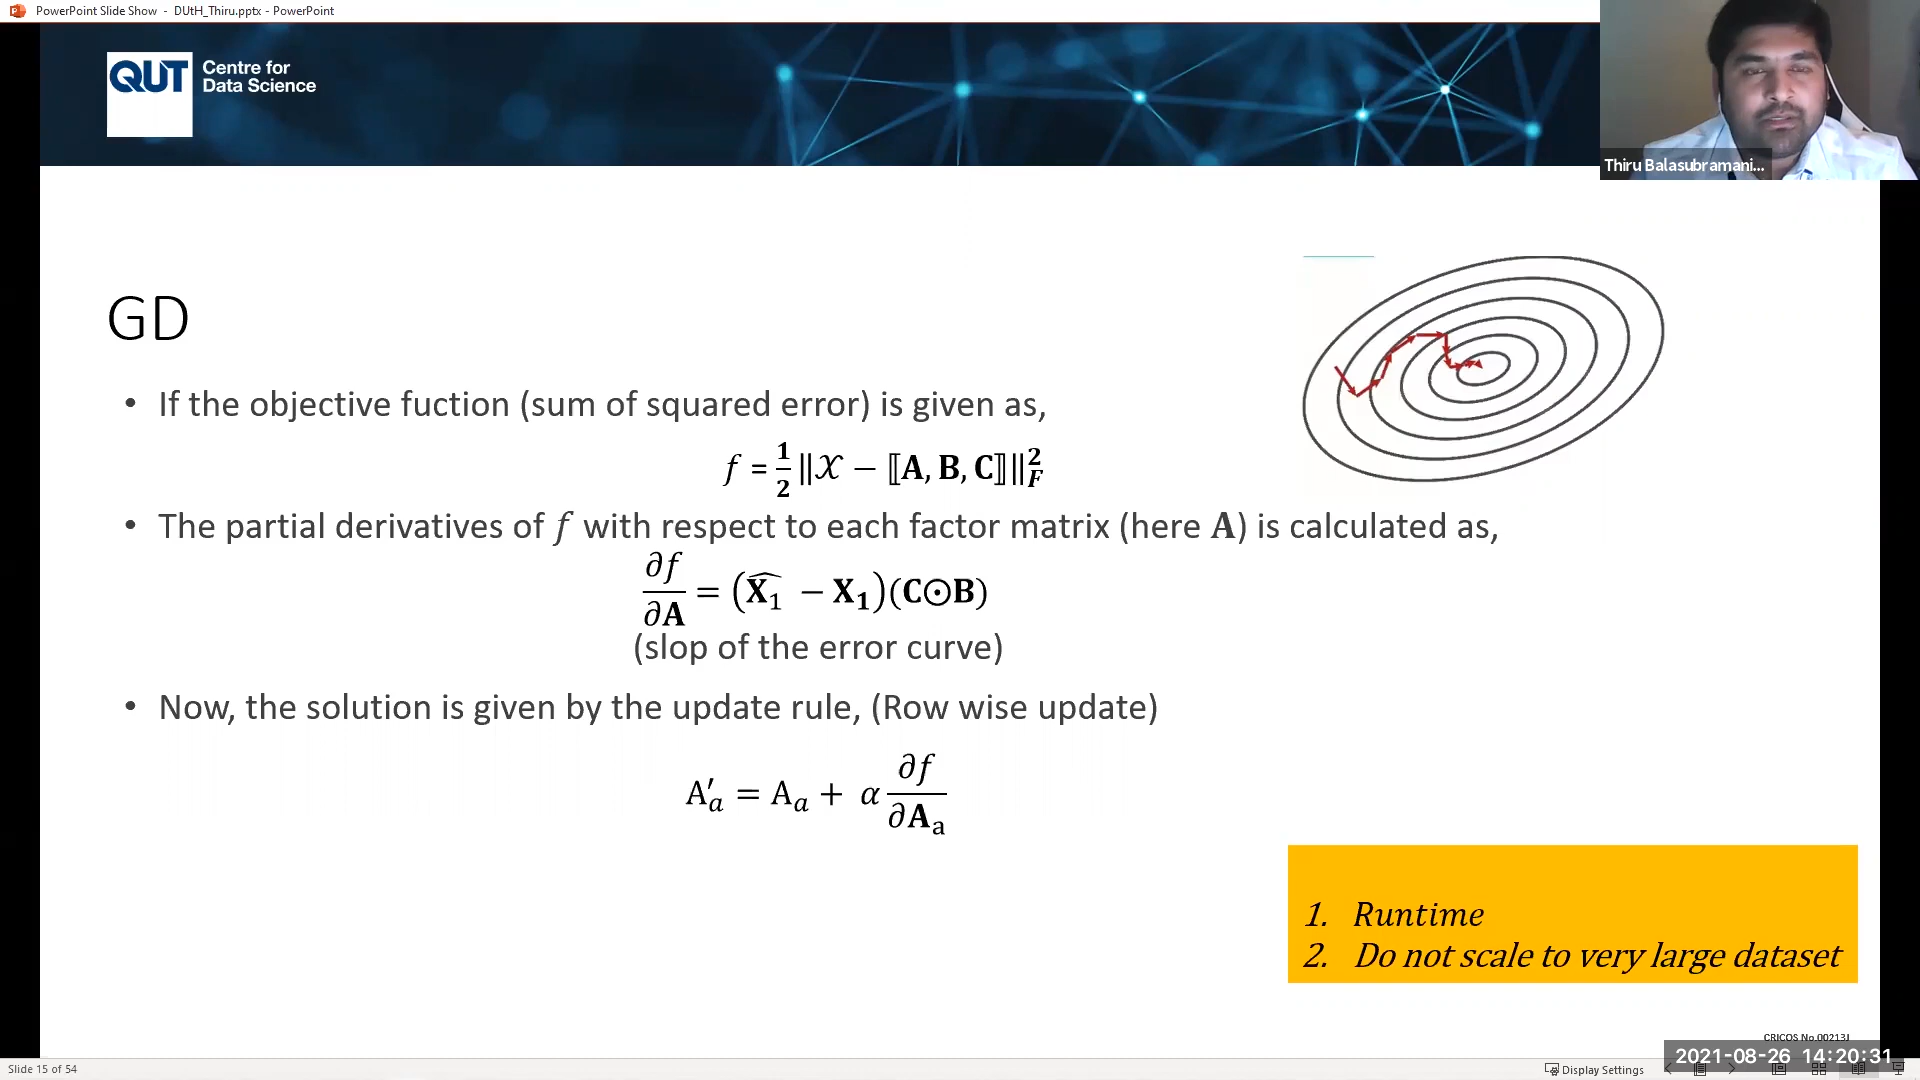 PowerPoint Slide Show - DUtH_Thiru.pptx - PowerPoint
QUT Centre for
Data Science
Thiru Balasubramani...
GD
• If the objective fuction (sum of squared error) is given as,
f = 1/2 ‖𝒳 − ⟦A, B, C⟧‖²_F
• The partial derivatives of f with respect to each factor matrix (here A) is calculated as,
∂f/∂A = (X̂₁ − X₁)(C⊙B)
(slop of the error curve)
• Now, the solution is given by the update rule, (Row wise update)
A′ₐ = Aₐ + α ∂f/∂Aₐ
1. Runtime
2. Do not scale to very large dataset
CRICOS No.00213J
2021-08-26 14:20:31
Slide 15 of 54
Display Settings